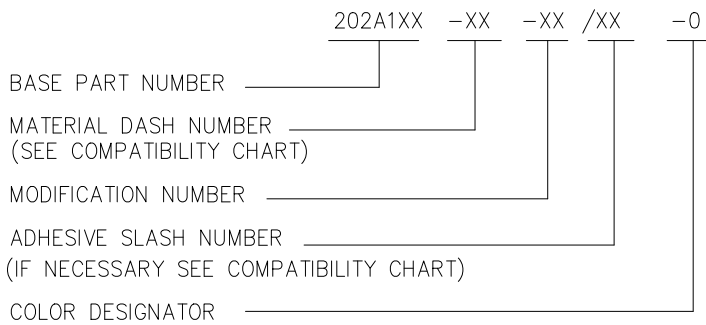 202A1XX -XX -XX /XX -0
BASE PART NUMBER
MATERIAL DASH NUMBER
(SEE COMPATIBILITY CHART)
MODIFICATION NUMBER
ADHESIVE SLASH NUMBER
(IF NECESSARY SEE COMPATIBILITY CHART)
COLOR DESIGNATOR